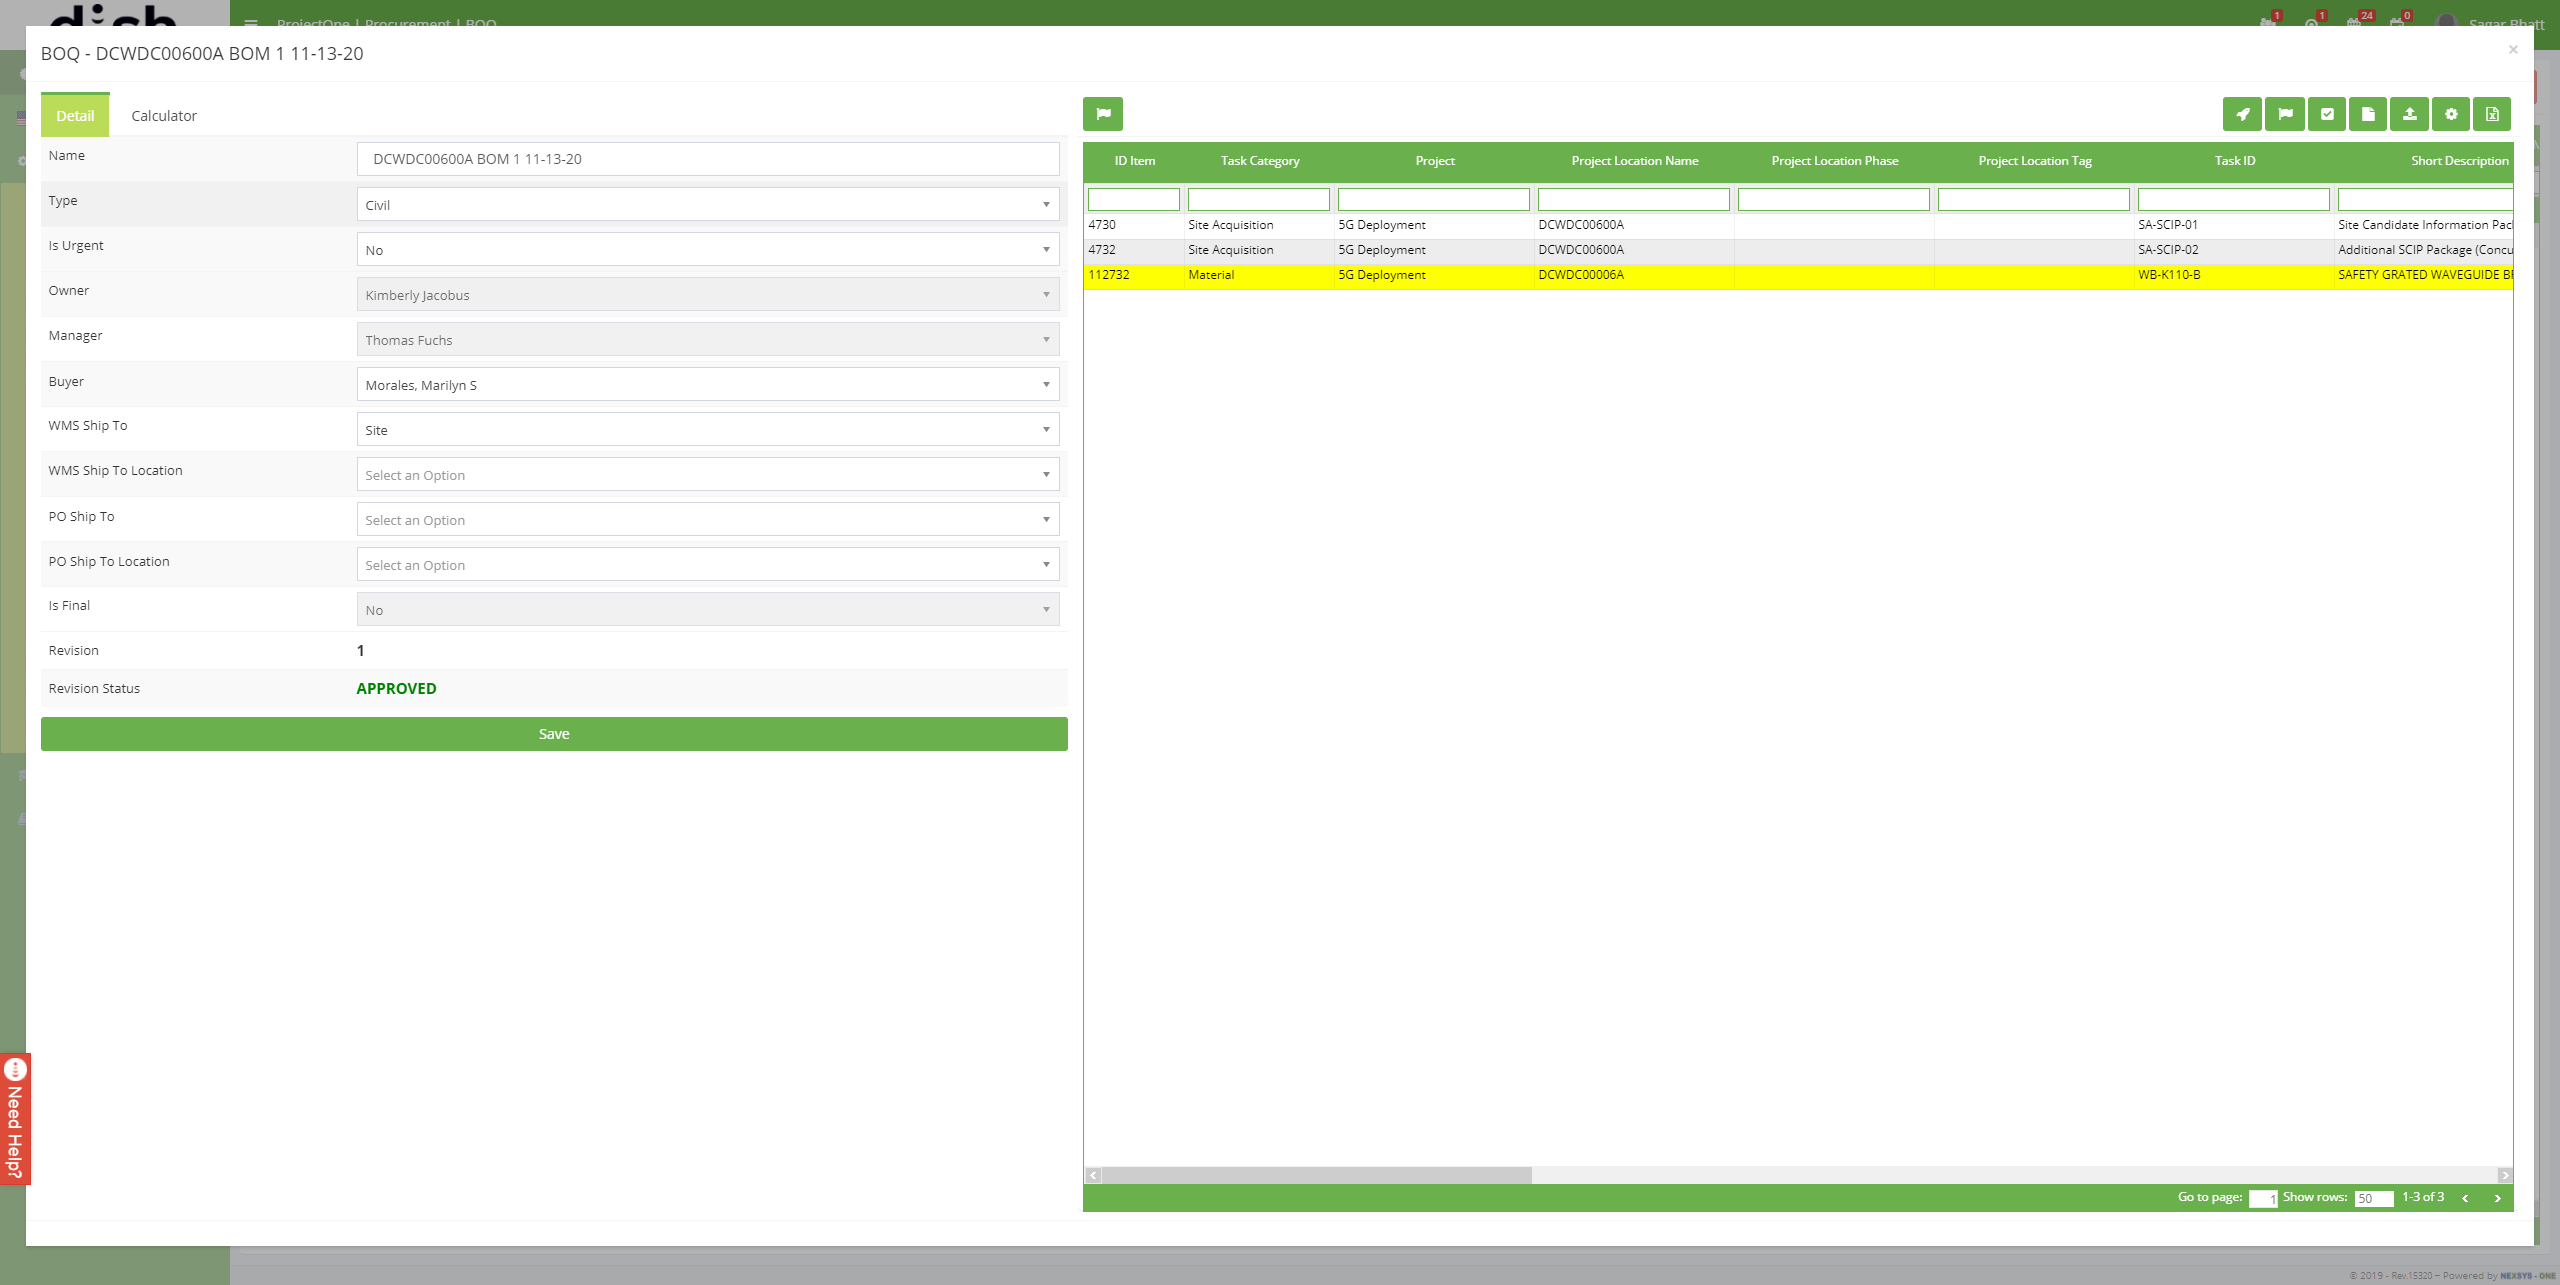 dish
ProjectOne | Procurement | BOQ
1
1
24
0
Sagar Bhatt
BOQ - DCWDC00600A BOM 1 11-13-20
×
Detail
Calculator
Name
DCWDC00600A BOM 1 11-13-20
Type
Civil
Is Urgent
No
Owner
Kimberly Jacobus
Manager
Thomas Fuchs
Buyer
Morales, Marilyn S
WMS Ship To
Site
WMS Ship To Location
Select an Option
PO Ship To
Select an Option
PO Ship To Location
Select an Option
Is Final
No
Revision
1
Revision Status
APPROVED
Save
ID Item Task Category Project Project Location Name Project Location Phase Project Location Tag Task ID Short Description
4730 Site Acquisition 5G Deployment DCWDC00600A SA-SCIP-01 Site Candidate Information Pac
4732 Site Acquisition 5G Deployment DCWDC00600A SA-SCIP-02 Additional SCIP Package (Concu
112732 Material 5G Deployment DCWDC00006A WB-K110-B SAFETY GRATED WAVEGUIDE B
Go to page: 1 Show rows: 50 1-3 of 3
Need Help?
© 2019 - Rev.15320 – Powered by NEXSYS - ONE